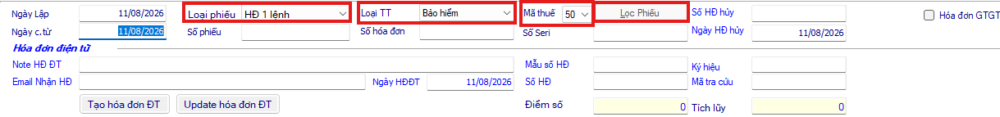 Ngày Lập 11/08/2026 Loại phiếu HĐ 1 lệnh Loại TT Bảo hiểm Mã thuế 50 Lọc Phiếu Số HĐ hủy Hóa đơn GTGT
Ngày c.từ 11/08/2026 Số phiếu Số hóa đơn Số Seri Ngày HĐ hủy 11/08/2026
Hóa đơn điện tử
Note HĐ ĐT Mẫu số HĐ Ký hiệu
Email Nhận HĐ Ngày HĐĐT 11/08/2026 Số HĐ Mã tra cứu
Tạo hóa đơn ĐT Update hóa đơn ĐT Điểm số 0 Tích lũy 0